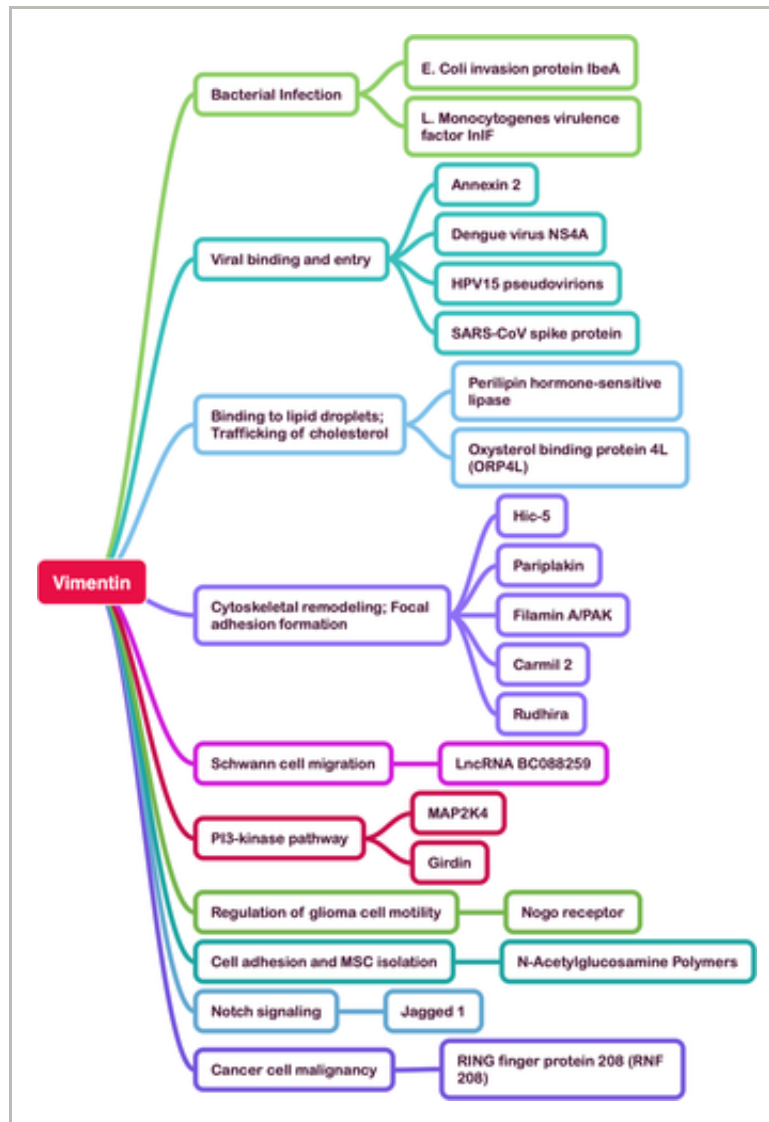 Bacterial Infection
E. Coli invasion protein IbeA
L. Monocytogenes virulence
factor InIF
Viral binding and entry
Annexin 2
Dengue virus NS4A
HPV15 pseudovirions
SARS-CoV spike protein
Binding to lipid droplets;
Trafficking of cholesterol
Perilipin hormone-sensitive
lipase
Oxysterol binding protein 4L
(ORP4L)
Vimentin
Cytoskeletal remodeling; Focal
adhesion formation
Hic-5
Pariplakin
Filamin A/PAK
Carmil 2
Rudhira
Schwann cell migration
LncRNA BC088259
PI3-kinase pathway
MAP2K4
Girdin
Regulation of glioma cell motility
Nogo receptor
Cell adhesion and MSC isolation
N-Acetylglucosamine Polymers
Notch signaling
Jagged 1
Cancer cell malignancy
RING finger protein 208 (RNF
208)